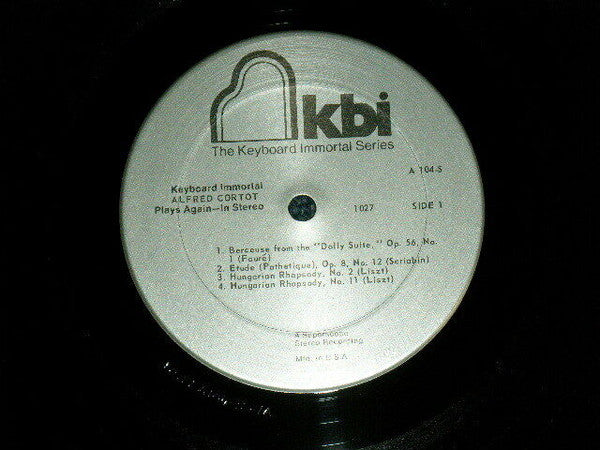 kbi
The Keyboard Immortal Series
A 104-S
Keyboard Immortal
ALFRED CORTOT
Plays Again—In Stereo
1027
SIDE 1
1. Berceuse from the "Dolly Suite," Op. 56, No.
1 (Fauré)
2. Etude (Pathetique), Op. 8, No. 12 (Scriabin)
3. Hungarian Rhapsody, No. 2 (Liszt)
4. Hungarian Rhapsody, No. 11 (Liszt)
A Superscope
Stereo Recording
Mfd. in U.S.A.